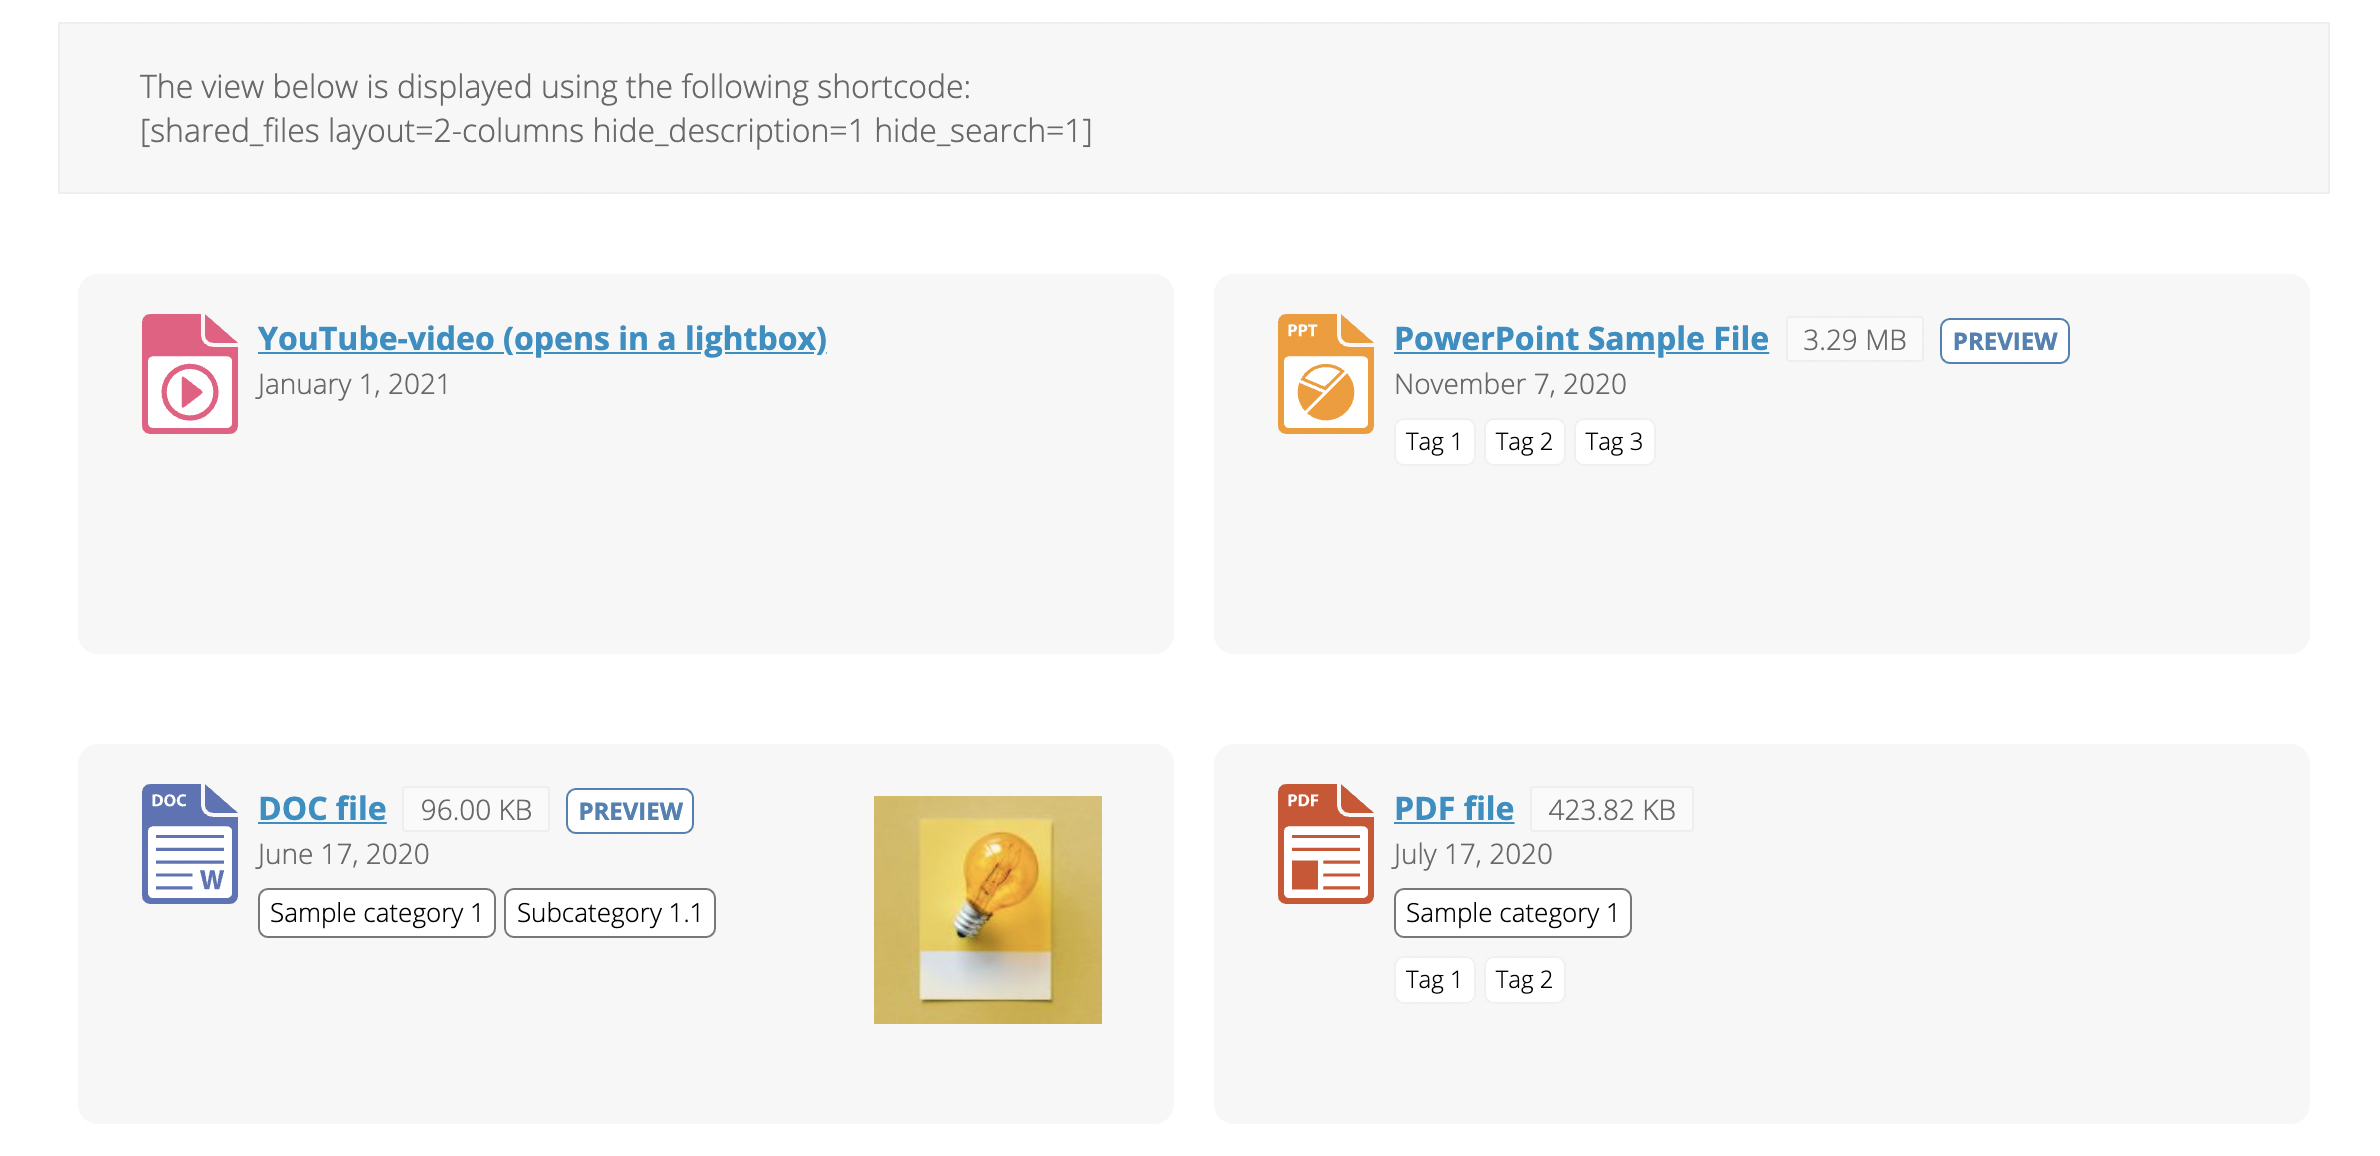 The view below is displayed using the following shortcode:
[shared_files layout=2-columns hide_description=1 hide_search=1]
YouTube-video (opens in a lightbox)
January 1, 2021
PPT
PowerPoint Sample File 3.29 MB PREVIEW
November 7, 2020
Tag 1 Tag 2 Tag 3
DOC
W
DOC file 96.00 KB PREVIEW
June 17, 2020
Sample category 1 Subcategory 1.1
PDF
PDF file 423.82 KB
July 17, 2020
Sample category 1
Tag 1 Tag 2